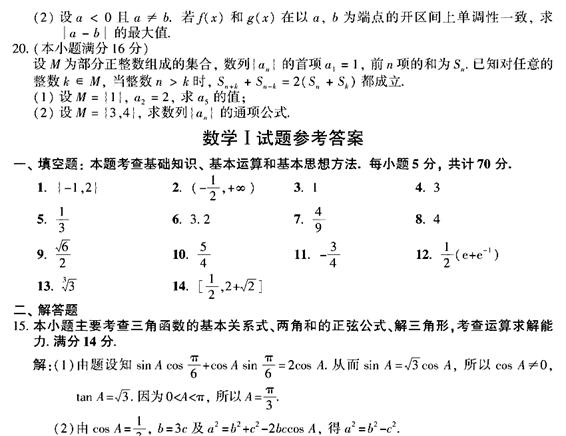 (2) 设 a < 0 且 a ≠ b. 若 f(x) 和 g(x) 在以 a, b 为端点的开区间上单调性一致, 求
|a - b| 的最大值.
20. (本小题满分 16 分)
设 M 为部分正整数组成的集合, 数列{aₙ} 的首项 a₁ = 1, 前 n 项的和为 Sₙ. 已知对任意的
整数 k ∈ M, 当整数 n > k 时, Sₙ₊ₖ + Sₙ₋ₖ = 2(Sₙ + Sₖ) 都成立.
(1) 设 M = {1}, a₂ = 2, 求 a₅ 的值;
(2) 设 M = {3,4}, 求数列{aₙ} 的通项公式.
数学Ⅰ试题参考答案
一、填空题: 本题考查基础知识、基本运算和基本思想方法. 每小题 5 分, 共计 70 分.
1. {-1,2} 2. (-1/2,+∞) 3. 1 4. 3
5. 1/3 6. 3.2 7. 4/9 8. 4
9. √6/2 10. 5/4 11. -3/4 12. 1/2(e+e⁻¹)
13. ∛3 14. [1/2,2+√2]
二、解答题
15. 本小题主要考查三角函数的基本关系式、两角和的正弦公式、解三角形, 考查运算求解能
力. 满分 14 分.
解:(1)由题设知 sin A cos π/6+cos A sin π/6=2cos A. 从而 sin A=√3 cos A, 所以 cos A≠0,
tan A=√3. 因为 0<A<π, 所以 A=π/3.
(2)由 cos A=1/3, b=3c 及 a²=b²+c²-2bccos A, 得 a²=b²-c².